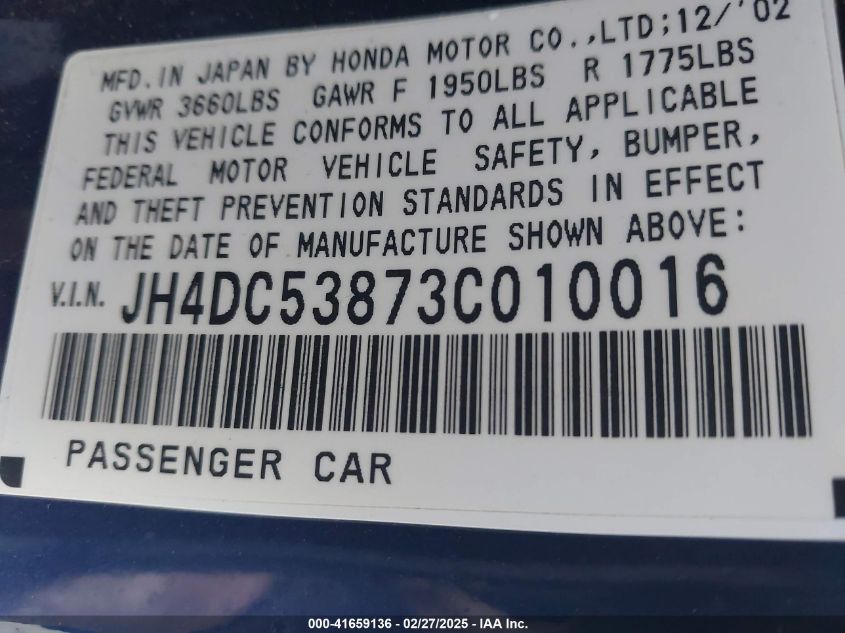 MFD. IN JAPAN BY HONDA MOTOR CO.,LTD;12/'02
GVWR 3660LBS GAWR F 1950LBS R 1775LBS
THIS VEHICLE CONFORMS TO ALL APPLICABLE
FEDERAL MOTOR VEHICLE SAFETY, BUMPER,
AND THEFT PREVENTION STANDARDS IN EFFECT
ON THE DATE OF MANUFACTURE SHOWN ABOVE:
V.I.N. JH4DC53873C010016
PASSENGER CAR
000-41659136 - 02/27/2025 - IAA Inc.